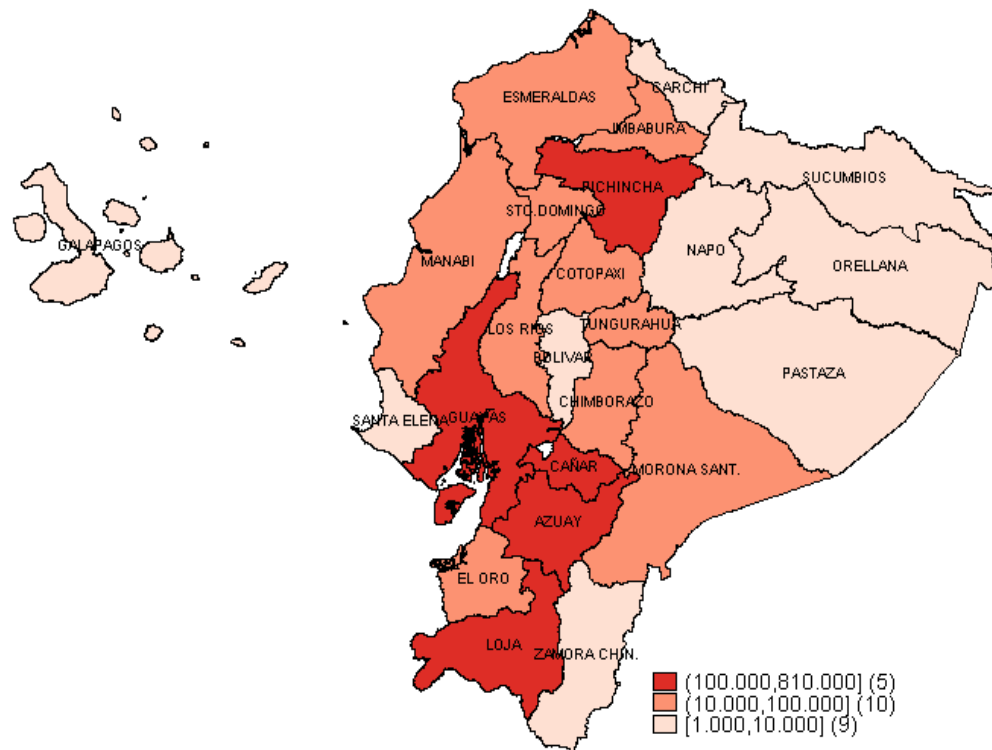 CARCHI
ESMERALDAS
IMBABURA
PICHINCHA
SUCUMBIOS
STO.DOMINGO
GALAPAGOS
NAPO
MANABI
COTOPAXI
ORELLANA
LOS RIOS
TUNGURAHUA
BOLIVAR
PASTAZA
CHIMBORAZO
SANTA ELENA
GUAYAS
CAÑAR
MORONA SANT.
AZUAY
EL ORO
LOJA
ZAMORA CHIN.
(100.000,810.000] (5)
(10.000,100.000] (10)
[1.000,10.000] (9)